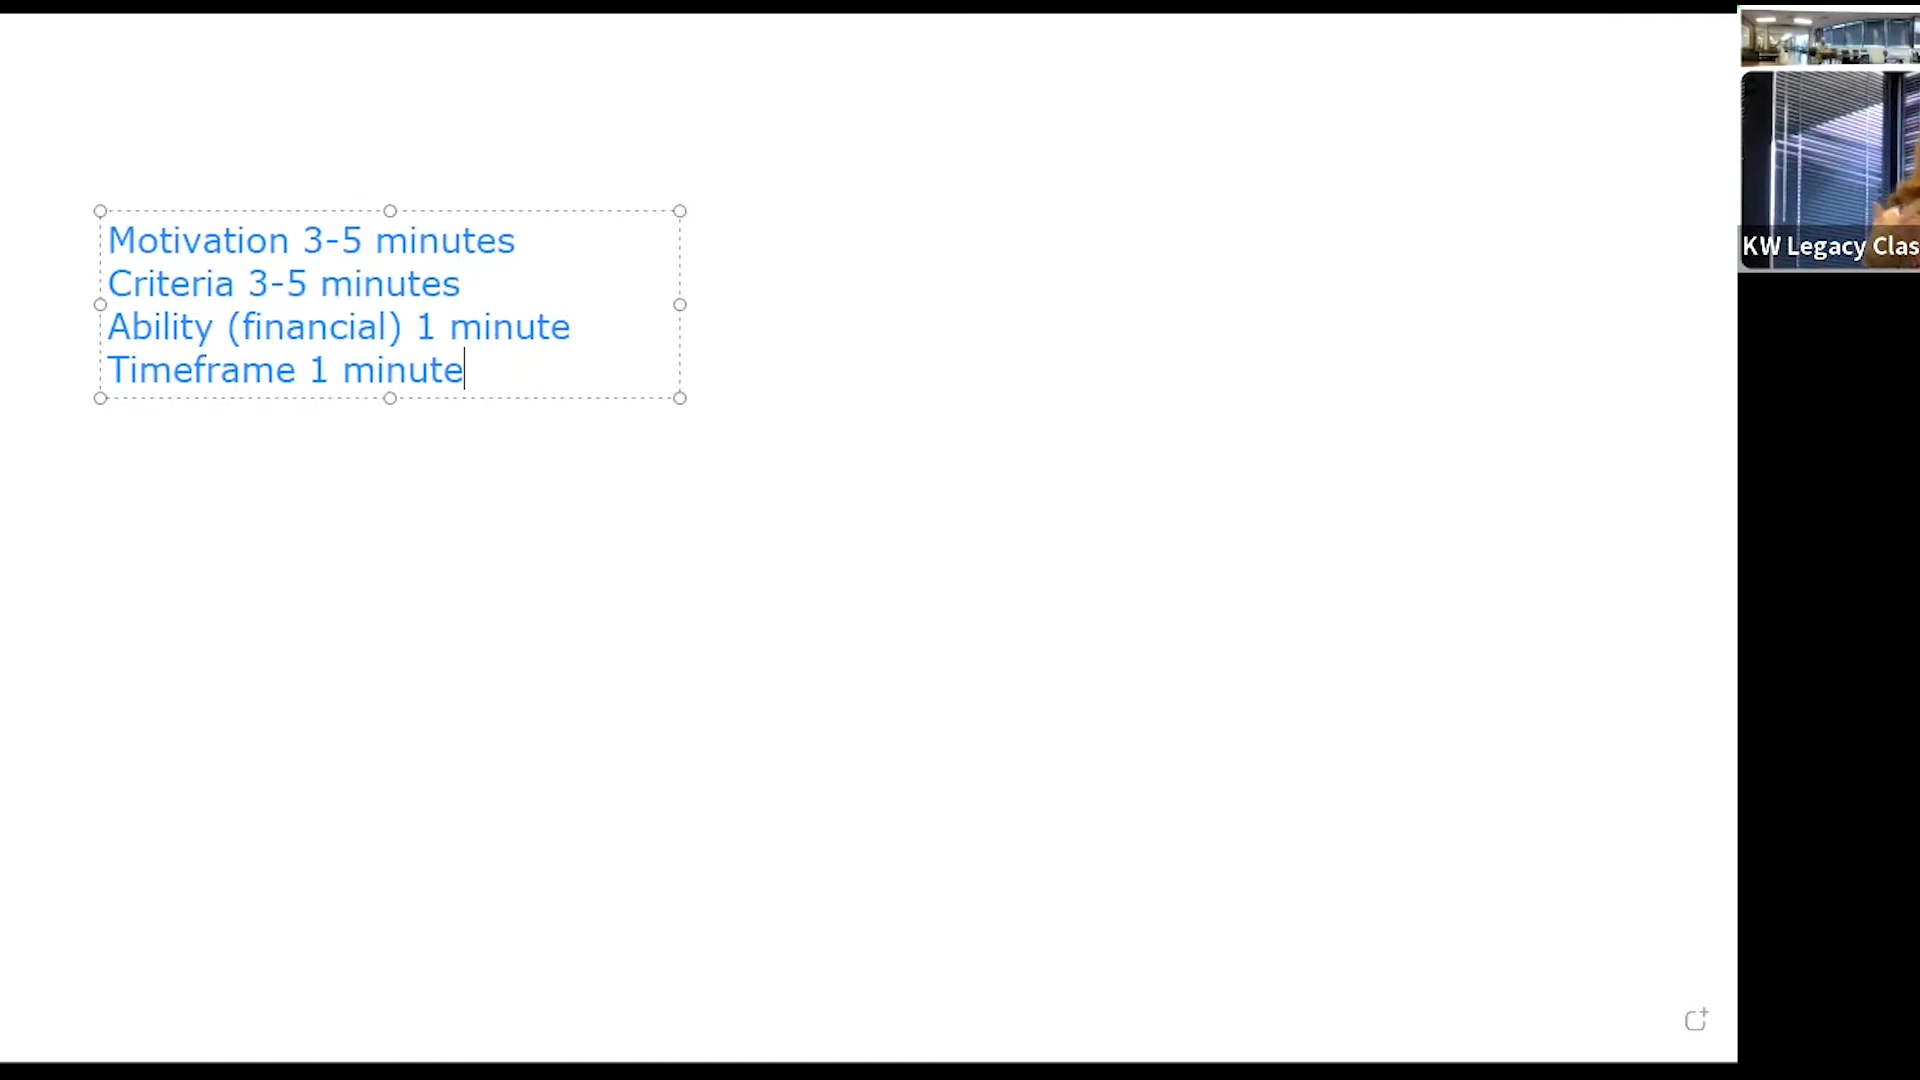 Motivation 3-5 minutes
Criteria 3-5 minutes
Ability (financial) 1 minute
Timeframe 1 minute
KW Legacy Clas